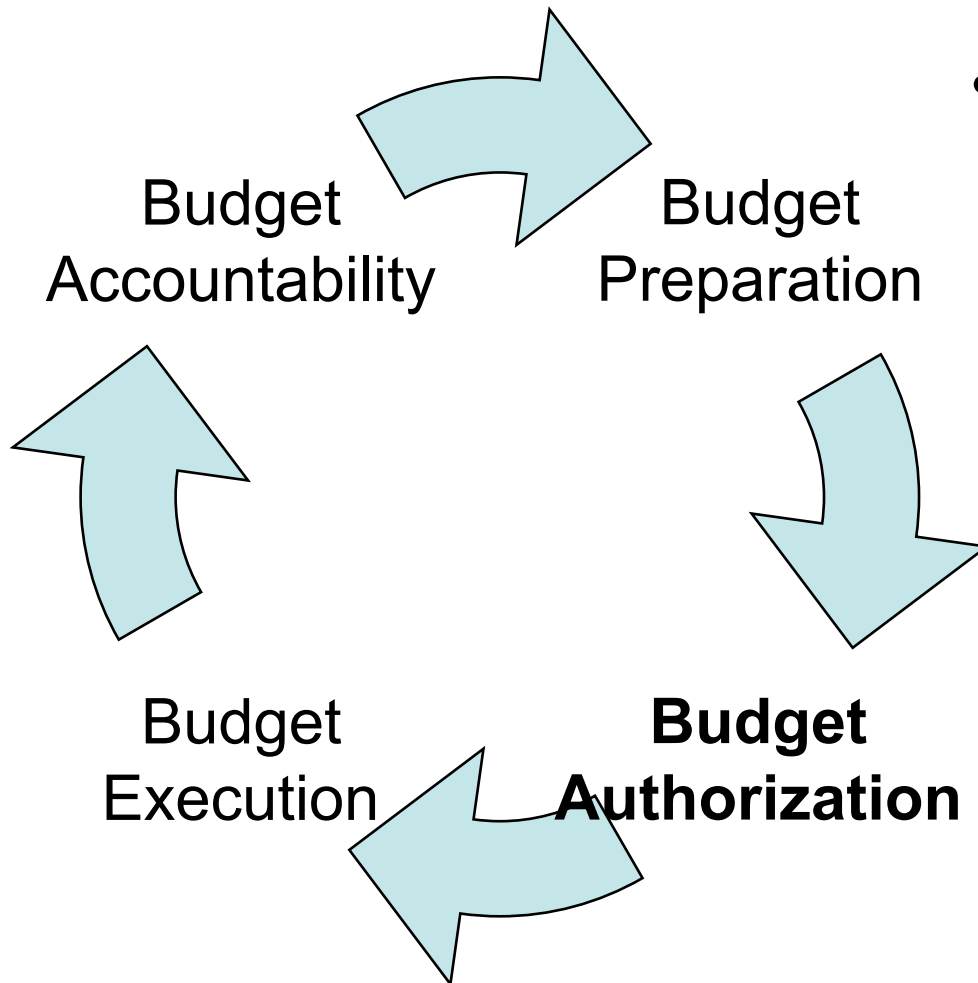 Budget
Accountability
Budget
Preparation
Budget
Execution
Budget
Authorization